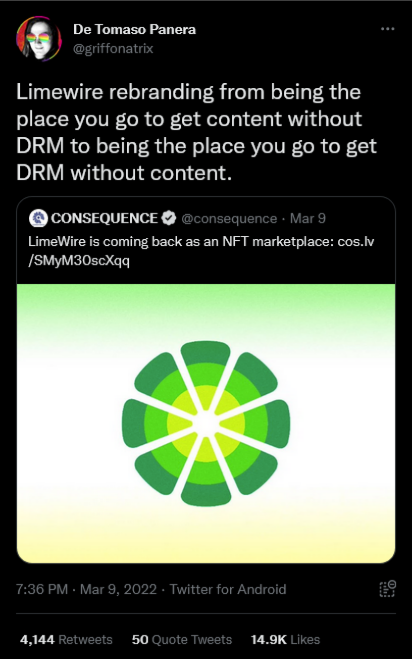 De Tomaso Panera
@griffonatrix
Limewire rebranding from being the
place you go to get content without
DRM to being the place you go to get
DRM without content.
CONSEQUENCE @consequence · Mar 9
LimeWire is coming back as an NFT marketplace: cos.lv
/SMyM30scXqq
7:36 PM · Mar 9, 2022 · Twitter for Android
4,144 Retweets 50 Quote Tweets 14.9K Likes